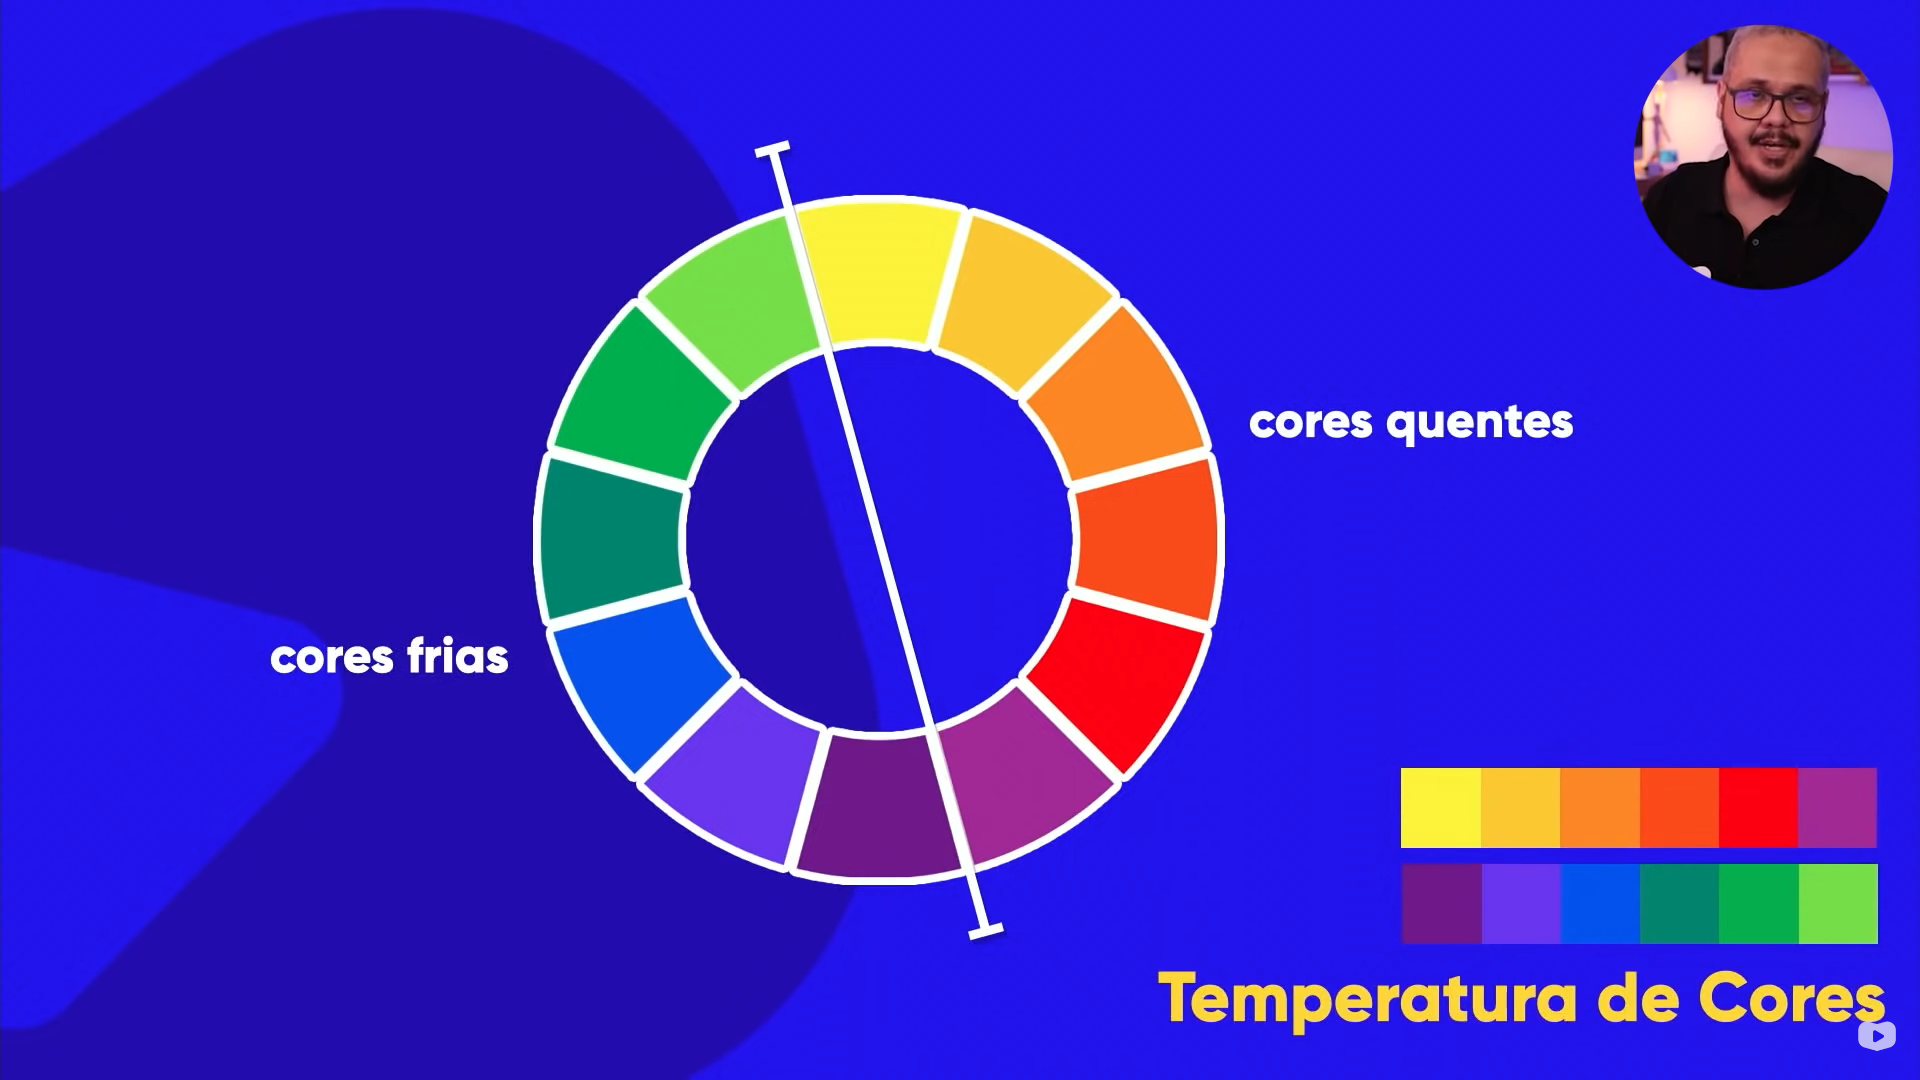 cores quentes
cores frias
Temperatura de Cores